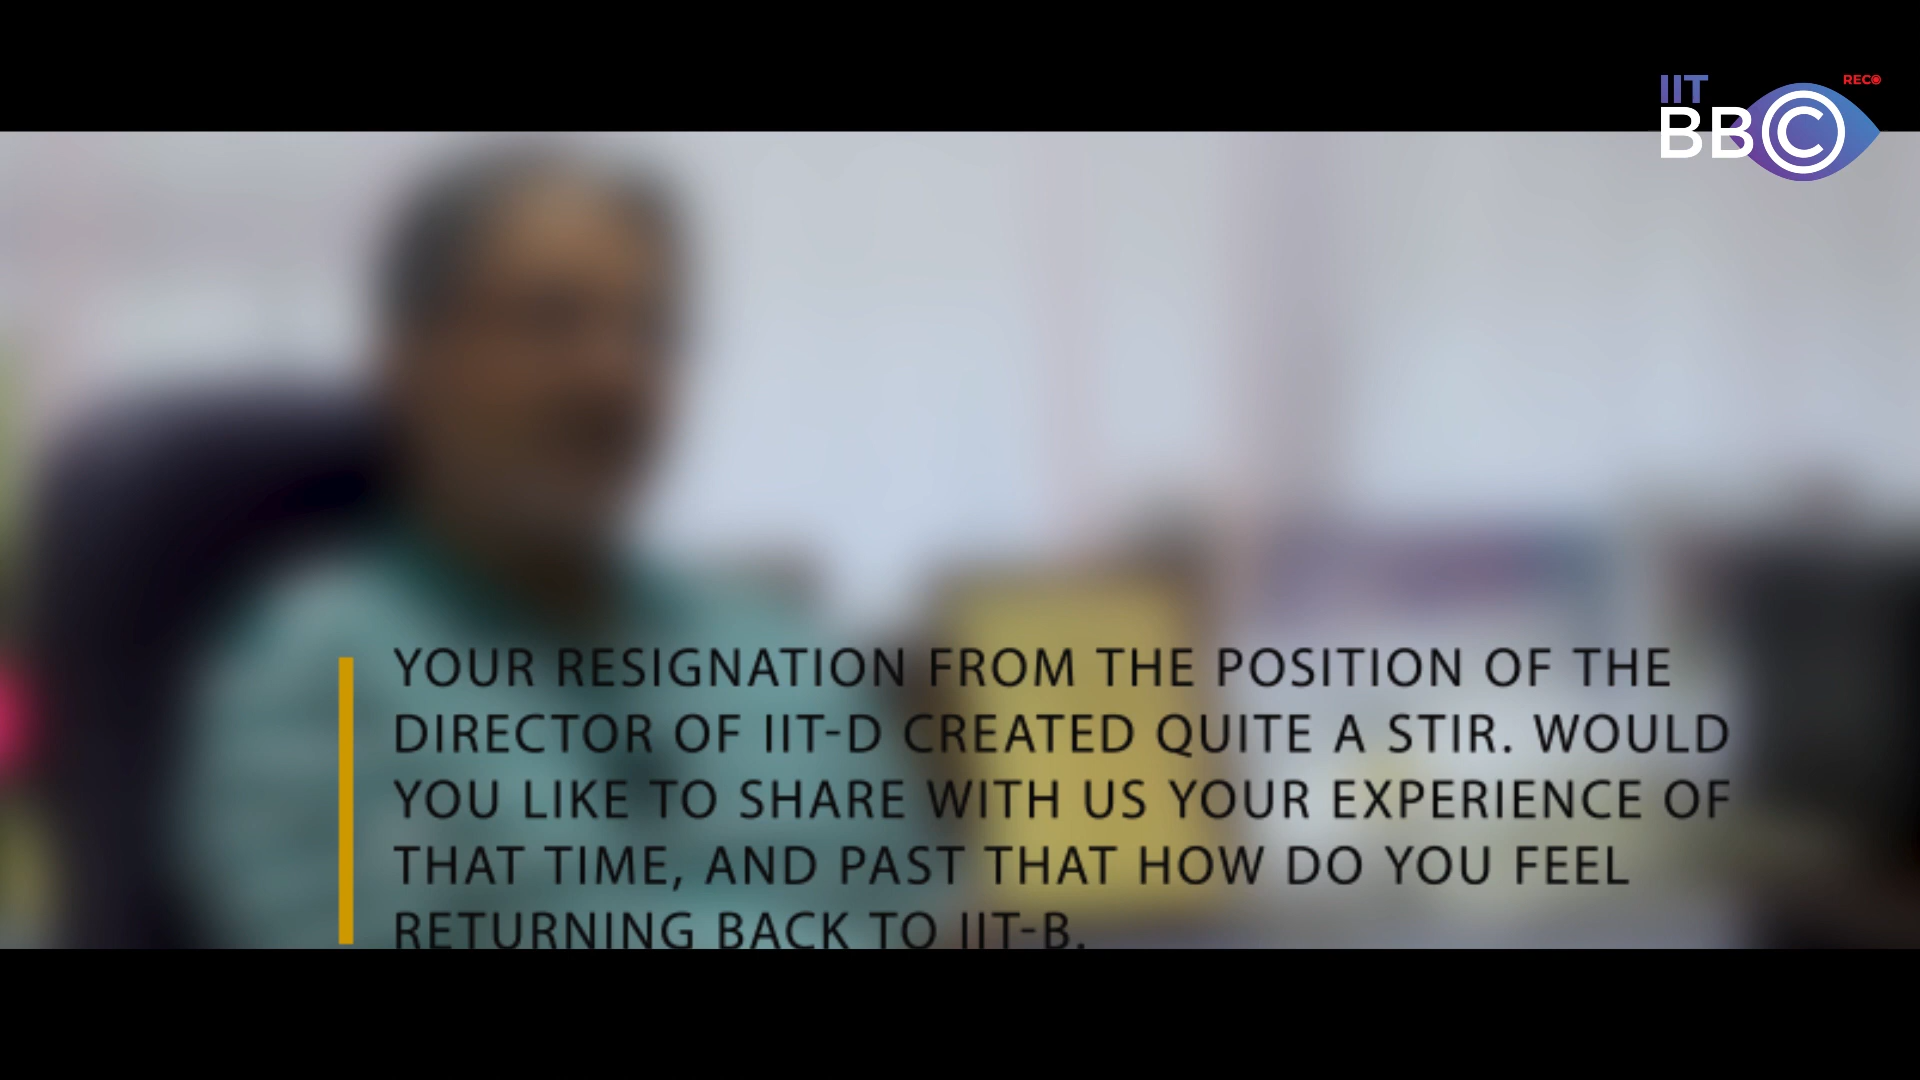 IIT
REC
BBC
YOUR RESIGNATION FROM THE POSITION OF THE
DIRECTOR OF IIT-D CREATED QUITE A STIR. WOULD
YOU LIKE TO SHARE WITH US YOUR EXPERIENCE OF
THAT TIME, AND PAST THAT HOW DO YOU FEEL
RETURNING BACK TO IIT-B.